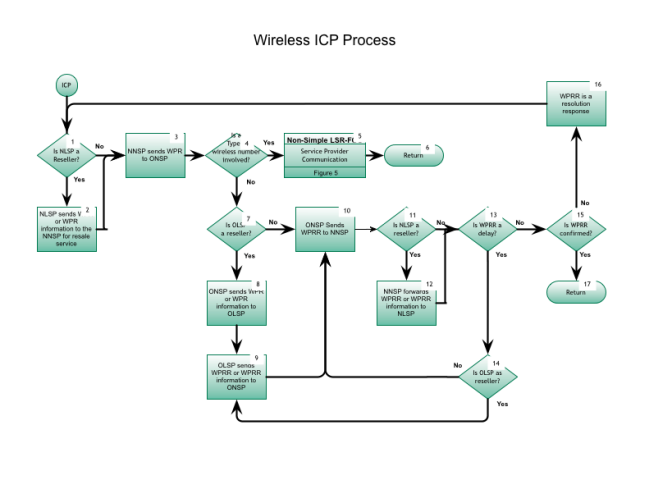 Wireless ICP Process
ICP
16
WPRR is a
resolution
response
1
Is NLSP a
Reseller?
No
Yes
3
NNSP sends WPR
to ONSP
Is a
Type 4
wireless number
involved?
Yes
No
5
Non-Simple LSR-FO
Service Provider
Communication
Figure 5
6
Return
2
NLSP sends
or WPR
information to the
NNSP for resale
service
7
Is OLSP
a reseller?
No
Yes
10
ONSP Sends
WPRR to NNSP
11
Is NLSP a
reseller?
No
Yes
13
Is WPRR a
delay?
No
Yes
15
Is WPRR
confirmed?
No
Yes
8
ONSP sends
or WPR
information to
OLSP
12
NNSP forwards
WPRR or WPRR
information to
NLSP
17
Return
9
OLSP sends
WPRR or WPRR
information to
ONSP
14
Is OLSP as
reseller?
No
Yes